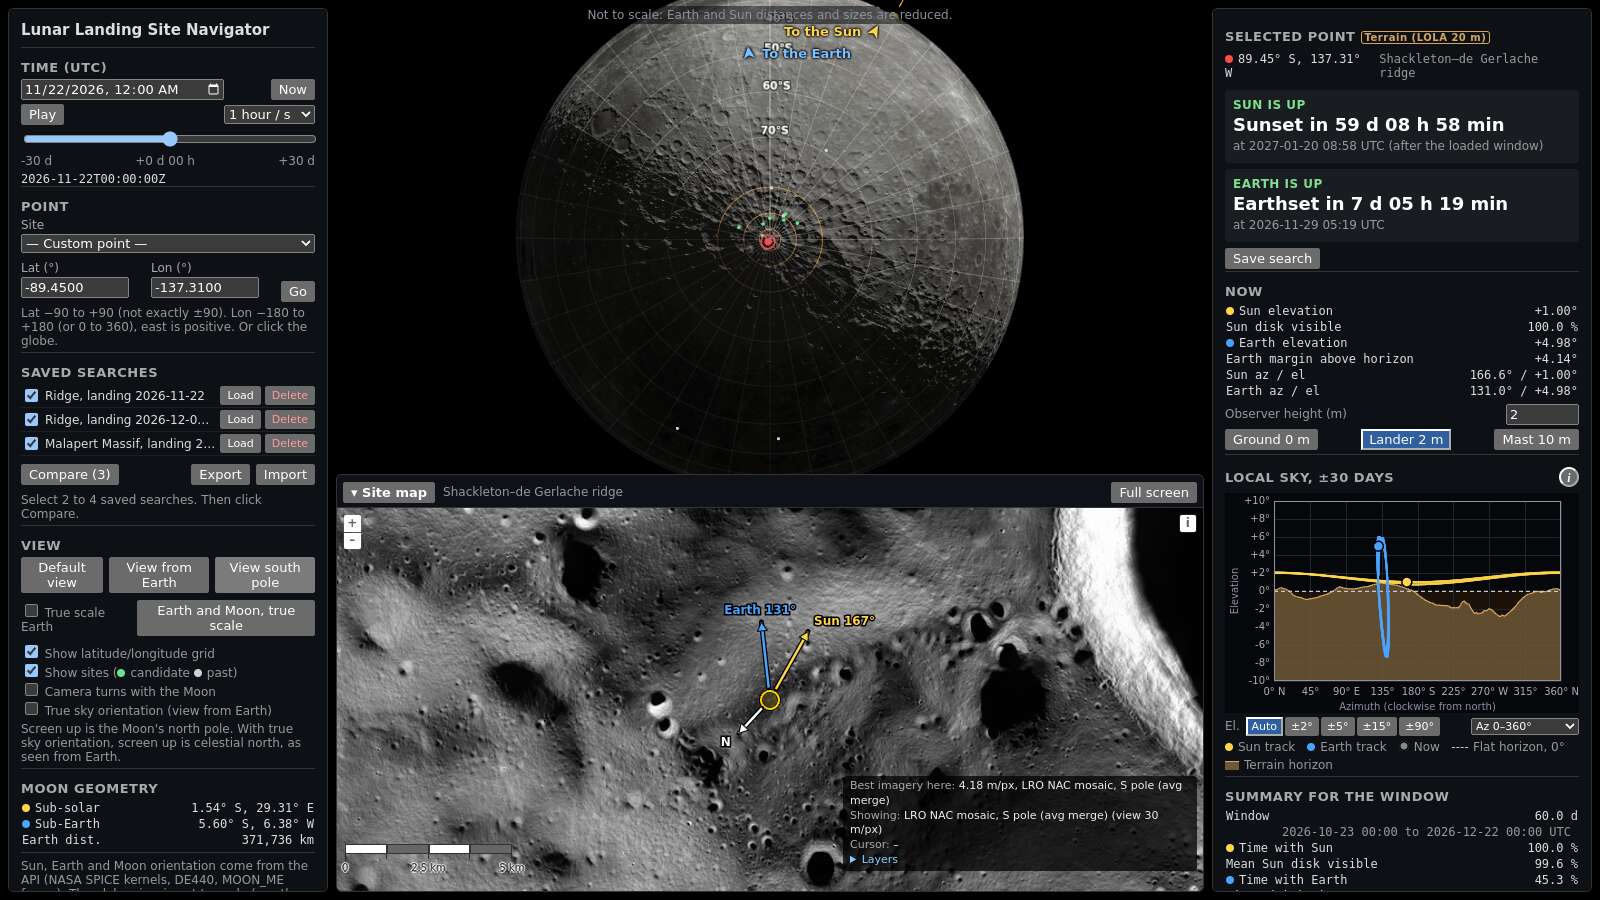 Lunar Landing Site Navigator
TIME (UTC)
11/22/2026, 12:00 AM
Now
Play
1 hour / s
-30 d
+0 d 00 h
+30 d
2026-11-22T00:00:00Z
POINT
Site
— Custom point —
Lat (°)
Lon (°)
-89.4500
-137.3100
Go
Lat −90 to +90 (not exactly ±90). Lon −180 to
+180 (or 0 to 360), east is positive. Or click the
globe.
SAVED SEARCHES
Ridge, landing 2026-11-22
Load
Delete
Ridge, landing 2026-12-0...
Load
Delete
Malapert Massif, landing 2...
Load
Delete
Compare (3)
Export
Import
Select 2 to 4 saved searches. Then click
Compare.
VIEW
Default
view
View from
Earth
View south
pole
True scale
Earth
Earth and Moon, true
scale
Show latitude/longitude grid
Show sites (● candidate ● past)
Camera turns with the Moon
True sky orientation (view from Earth)
Screen up is the Moon's north pole. With true
sky orientation, screen up is celestial north, as
seen from Earth.
MOON GEOMETRY
Sub-solar
1.54° S, 29.31° E
Sub-Earth
5.60° S, 6.38° W
Earth dist.
371,736 km
Sun, Earth and Moon orientation come from the
API (NASA SPICE kernels, DE440, MOON_ME
Not to scale: Earth and Sun distances and sizes are reduced.
To the Sun
50°S
To the Earth
60°S
70°S
▾ Site map
Shackleton–de Gerlache ridge
Full screen
+
–
i
Earth 131°
Sun 167°
N
Best imagery here: 4.18 m/px, LRO NAC mosaic, S pole (avg
merge)
Showing: LRO NAC mosaic, S pole (avg merge) (view 30
m/px)
Cursor: –
▶ Layers
0
2.5 km
5 km
SELECTED POINT
Terrain (LOLA 20 m)
89.45° S, 137.31°
W
Shackleton–de Gerlache
ridge
SUN IS UP
Sunset in 59 d 08 h 58 min
at 2027-01-20 08:58 UTC (after the loaded window)
EARTH IS UP
Earthset in 7 d 05 h 19 min
at 2026-11-29 05:19 UTC
Save search
NOW
Sun elevation
+1.00°
Sun disk visible
100.0 %
Earth elevation
+4.98°
Earth margin above horizon
+4.14°
Sun az / el
166.6° / +1.00°
Earth az / el
131.0° / +4.98°
Observer height (m)
2
Ground 0 m
Lander 2 m
Mast 10 m
LOCAL SKY, ±30 DAYS
i
+10°
+8°
+6°
+4°
+2°
0°
-2°
-4°
-6°
-8°
-10°
Elevation
0° N
45°
90° E
135°
180° S
225°
270° W
315°
360° N
Azimuth (clockwise from north)
El.
Auto
±2°
±5°
±15°
±90°
Az 0–360°
Sun track
Earth track
Now
Flat horizon, 0°
Terrain horizon
SUMMARY FOR THE WINDOW
Window
60.0 d
2026-10-23 00:00 to 2026-12-22 00:00 UTC
Time with Sun
100.0 %
Mean Sun disk visible
99.6 %
Time with Earth
45.3 %